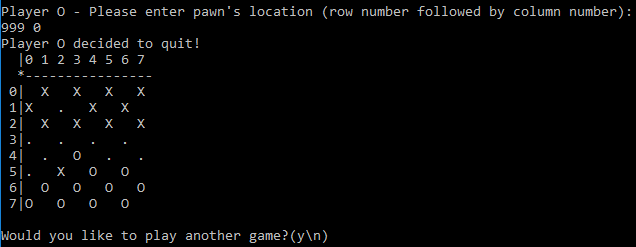 Player O - Please enter pawn's location (row number followed by column number):
999 0
Player O decided to quit!
  |0 1 2 3 4 5 6 7
  *----------------
 0|  X   X   X   X
 1|X   .   X   X
 2|  X   X   X   X
 3|.   .   .   .
 4|  .   O   .   .
 5|.   X   O   O
 6|  O   O   O   O
 7|O   O   O   O
Would you like to play another game?(y\n)